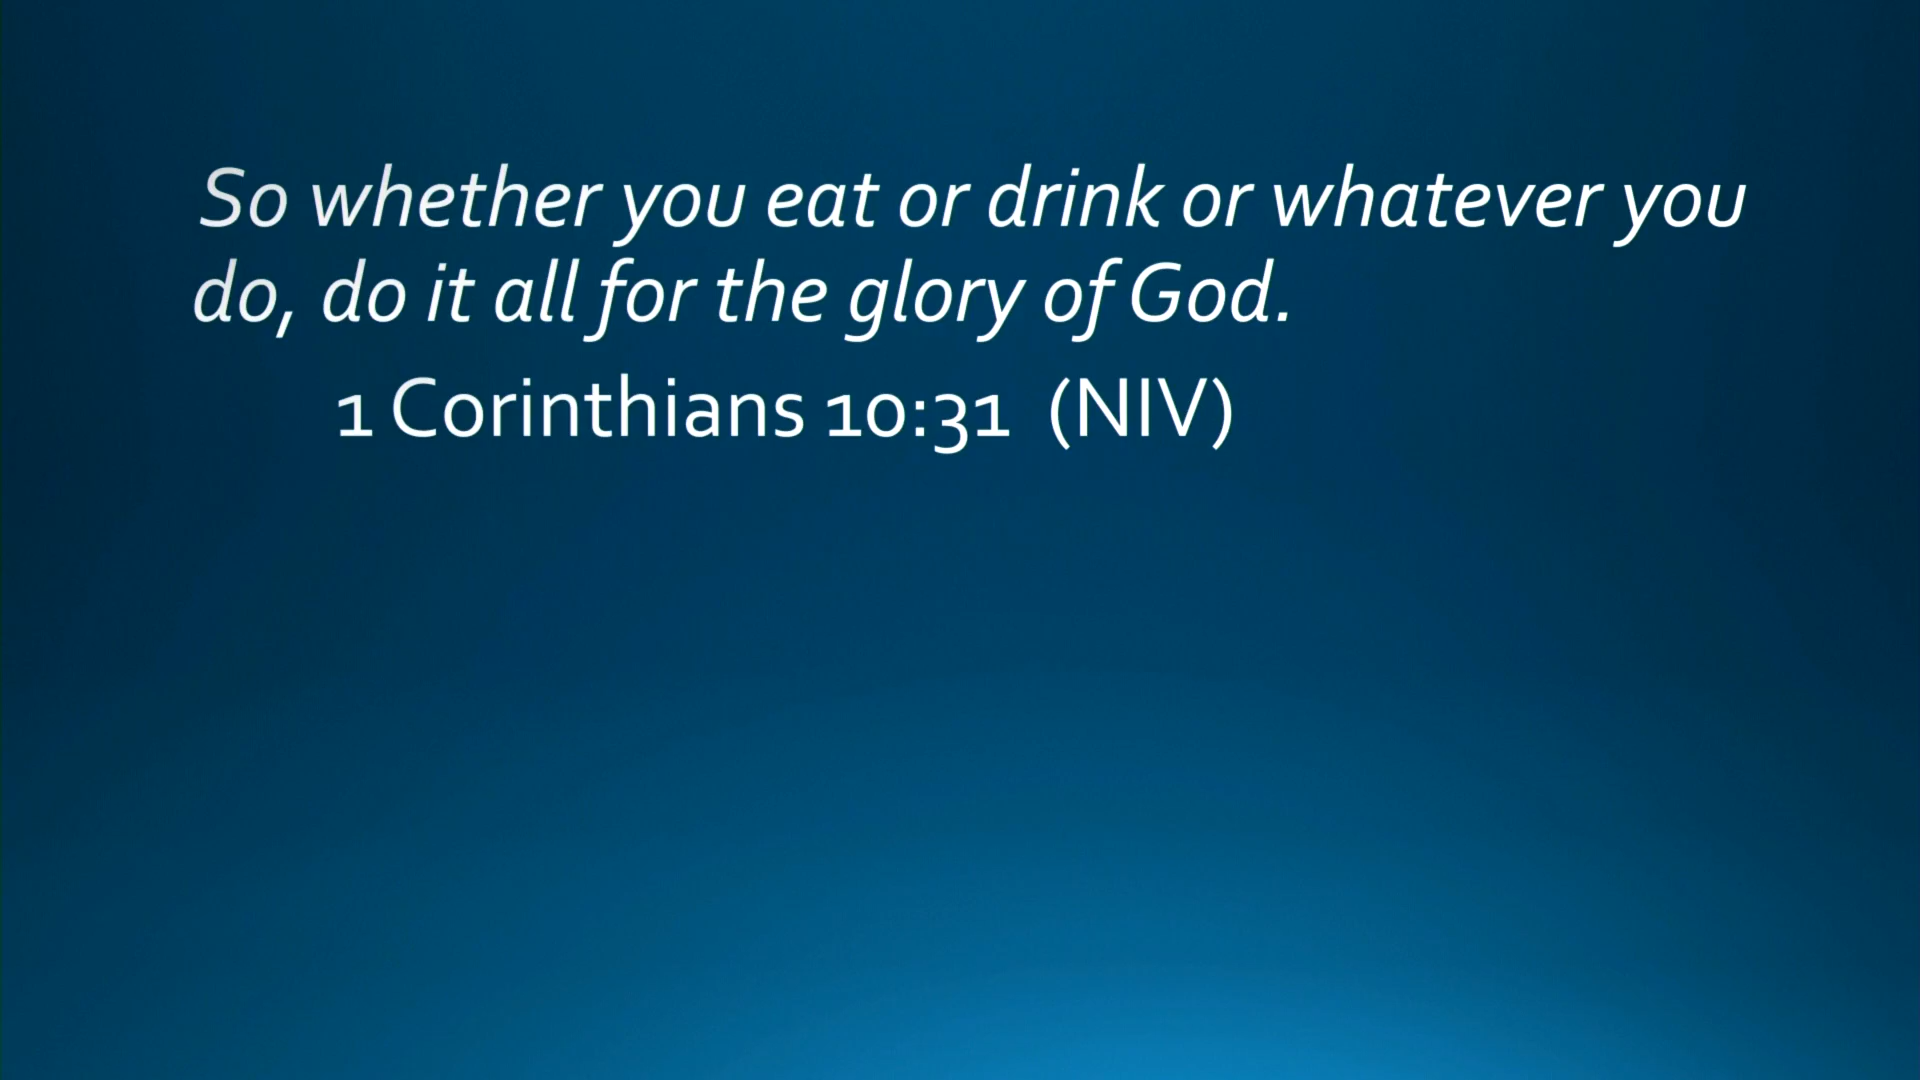 So whether you eat or drink or whatever you
do, do it all for the glory of God.
1 Corinthians 10:31 (NIV)